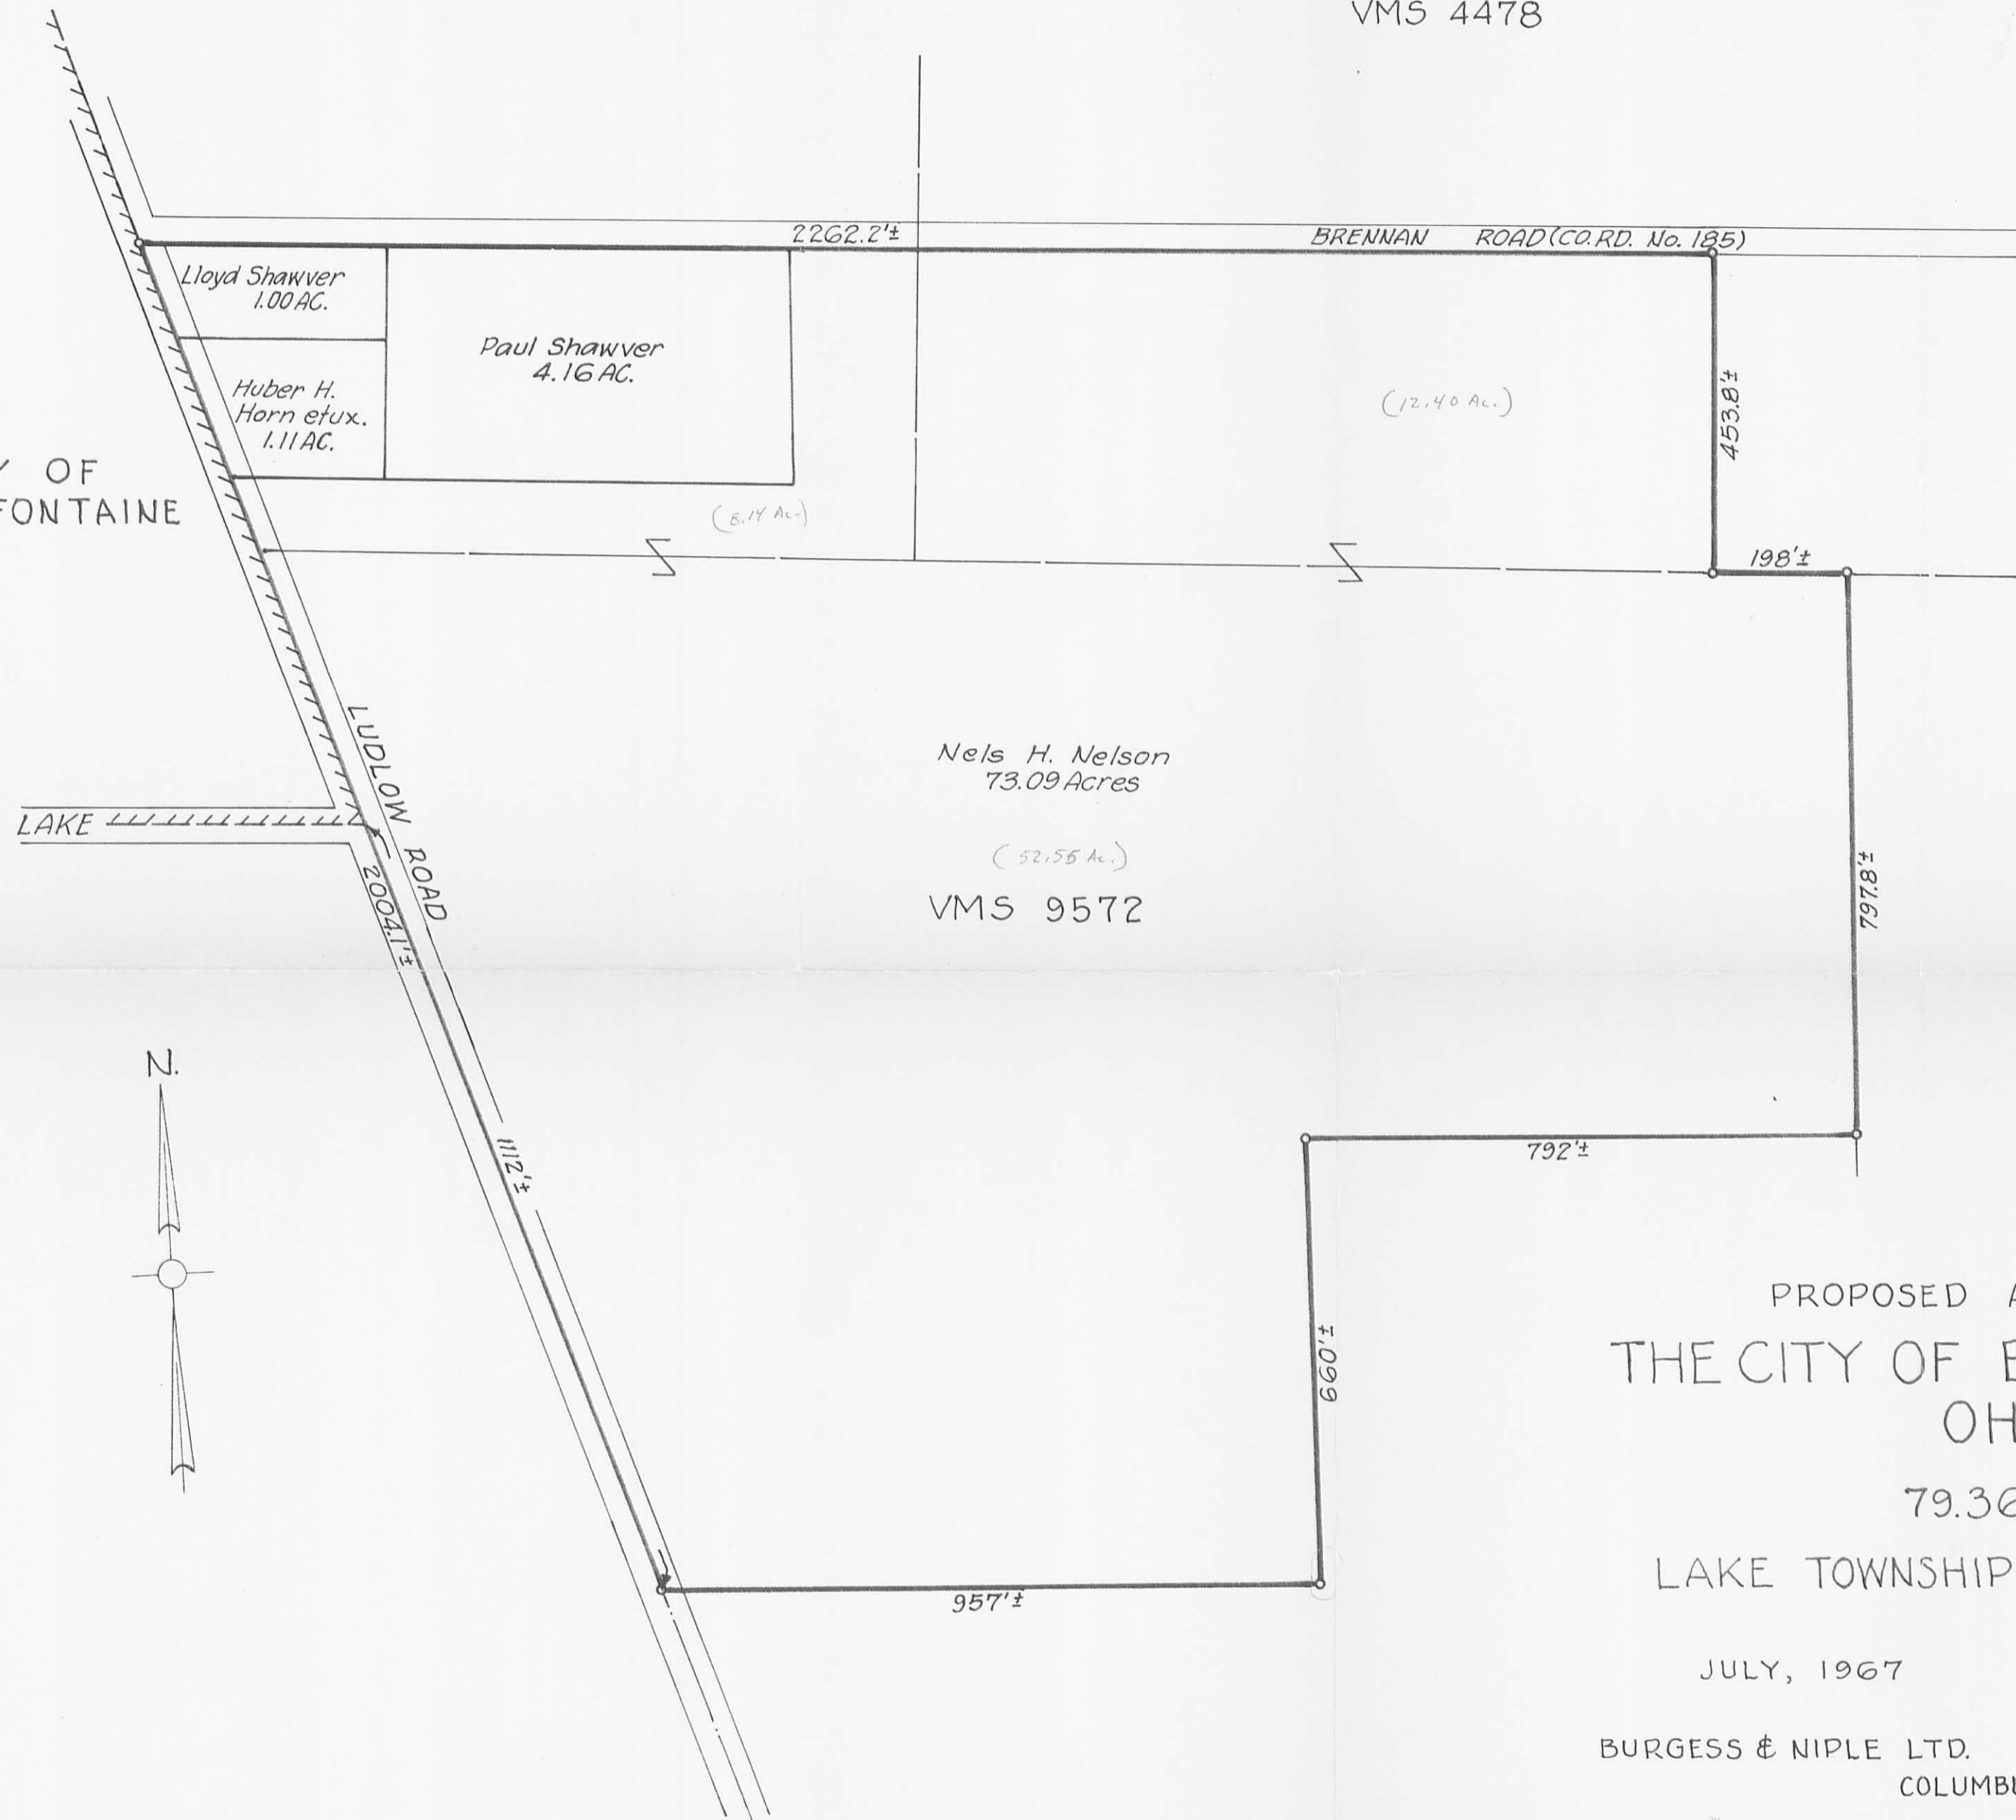 VMS 4478
2262.2'±
BRENNAN ROAD (CO. RD. No. 185)
Lloyd Shawver
1.00 AC.
Paul Shawver
4.16 AC.
Huber H.
Horn etux.
1.11 AC.
(12.40 Ac.)
453.8'±
OF
FONTAINE
(8.14 Ac.)
198'±
LUDLOW ROAD
Nels H. Nelson
73.09 Acres
LAKE
(52.55 Ac.)
VMS 9572
2004.1'±
797.8'±
N.
1112'±
792'±
660'±
957'±
PROPOSED A
THE CITY OF B
OH
79.36
LAKE TOWNSHIP
JULY, 1967
BURGESS & NIPLE LTD.
COLUMBU